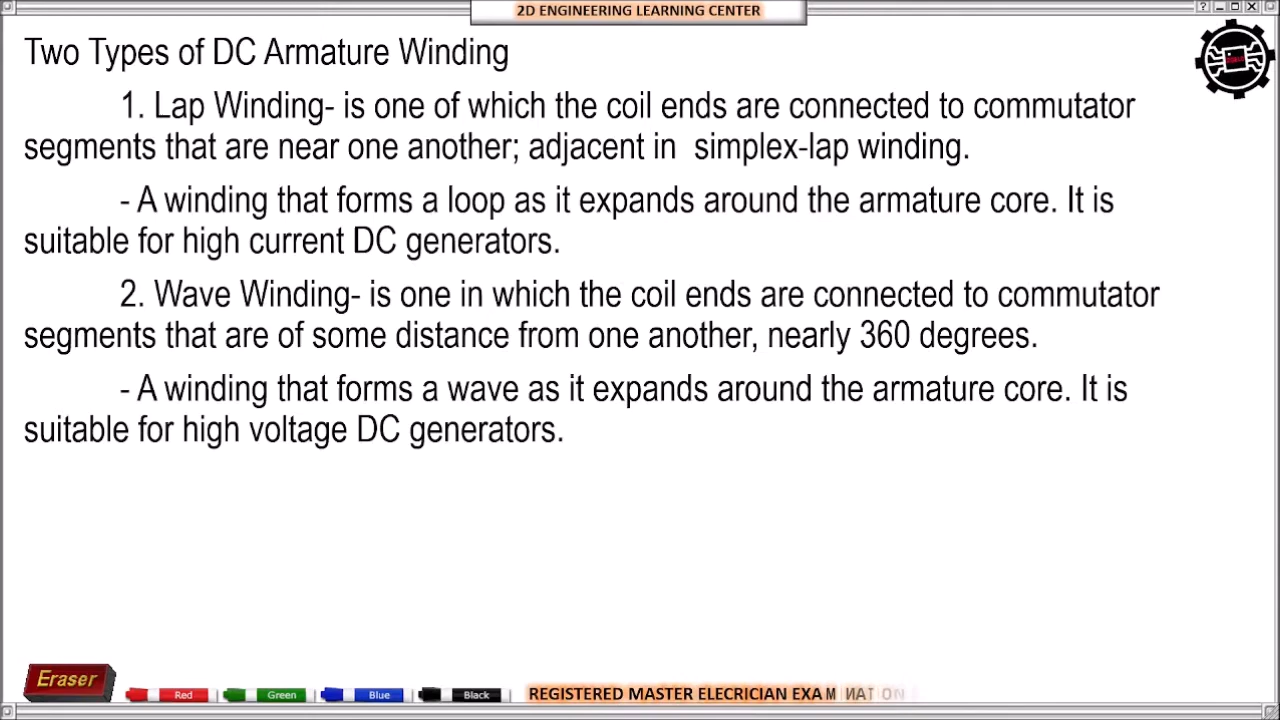 2D ENGINEERING LEARNING CENTER
Two Types of DC Armature Winding
1. Lap Winding- is one of which the coil ends are connected to commutator
segments that are near one another; adjacent in simplex-lap winding.
- A winding that forms a loop as it expands around the armature core. It is
suitable for high current DC generators.
2. Wave Winding- is one in which the coil ends are connected to commutator
segments that are of some distance from one another, nearly 360 degrees.
- A winding that forms a wave as it expands around the armature core. It is
suitable for high voltage DC generators.
Eraser
Red Green Blue Black
REGISTERED MASTER ELECRICIAN EXAM NAT ON